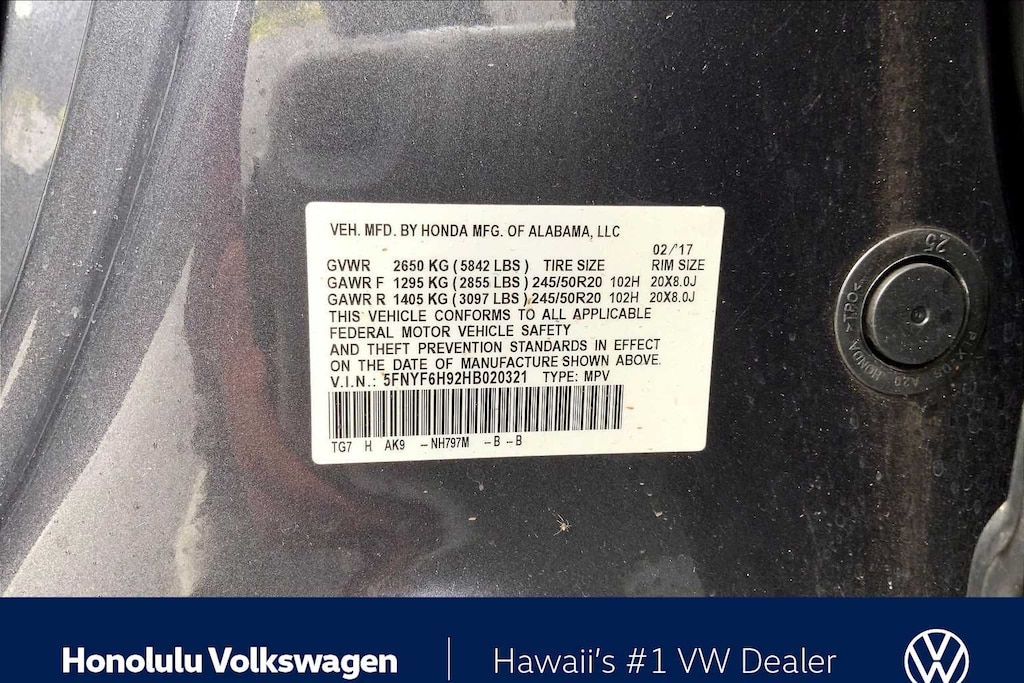 VEH. MFD. BY HONDA MFG. OF ALABAMA, LLC
02/'17
GVWR 2650 KG (5842 LBS) TIRE SIZE RIM SIZE
GAWR F 1295 KG (2855 LBS) 245/50R20 102H 20X8.0J
GAWR R 1405 KG (3097 LBS) 245/50R20 102H 20X8.0J
THIS VEHICLE CONFORMS TO ALL APPLICABLE
FEDERAL MOTOR VEHICLE SAFETY
AND THEFT PREVENTION STANDARDS IN EFFECT
ON THE DATE OF MANUFACTURE SHOWN ABOVE.
V.I.N.: 5FNYF6H92HB020321 TYPE: MPV
TG7 H AK9 --NH797M --B --B
25
HONDA >TPO<
Honolulu Volkswagen
Hawaii's #1 VW Dealer